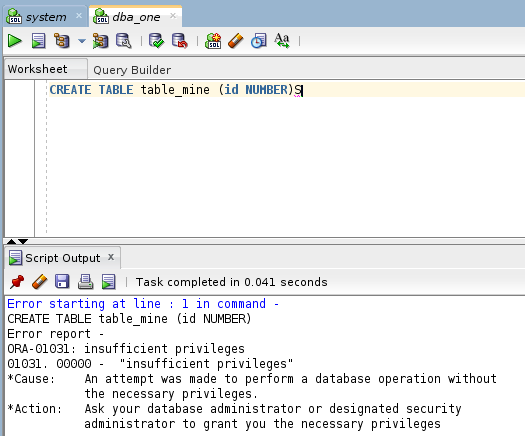 system
dba_one
Worksheet
Query Builder
CREATE TABLE table_mine (id NUMBER)S
Script Output
Task completed in 0.041 seconds
Error starting at line : 1 in command -
CREATE TABLE table_mine (id NUMBER)
Error report -
ORA-01031: insufficient privileges
01031. 00000 -  "insufficient privileges"
*Cause:    An attempt was made to perform a database operation without
           the necessary privileges.
*Action:   Ask your database administrator or designated security
           administrator to grant you the necessary privileges